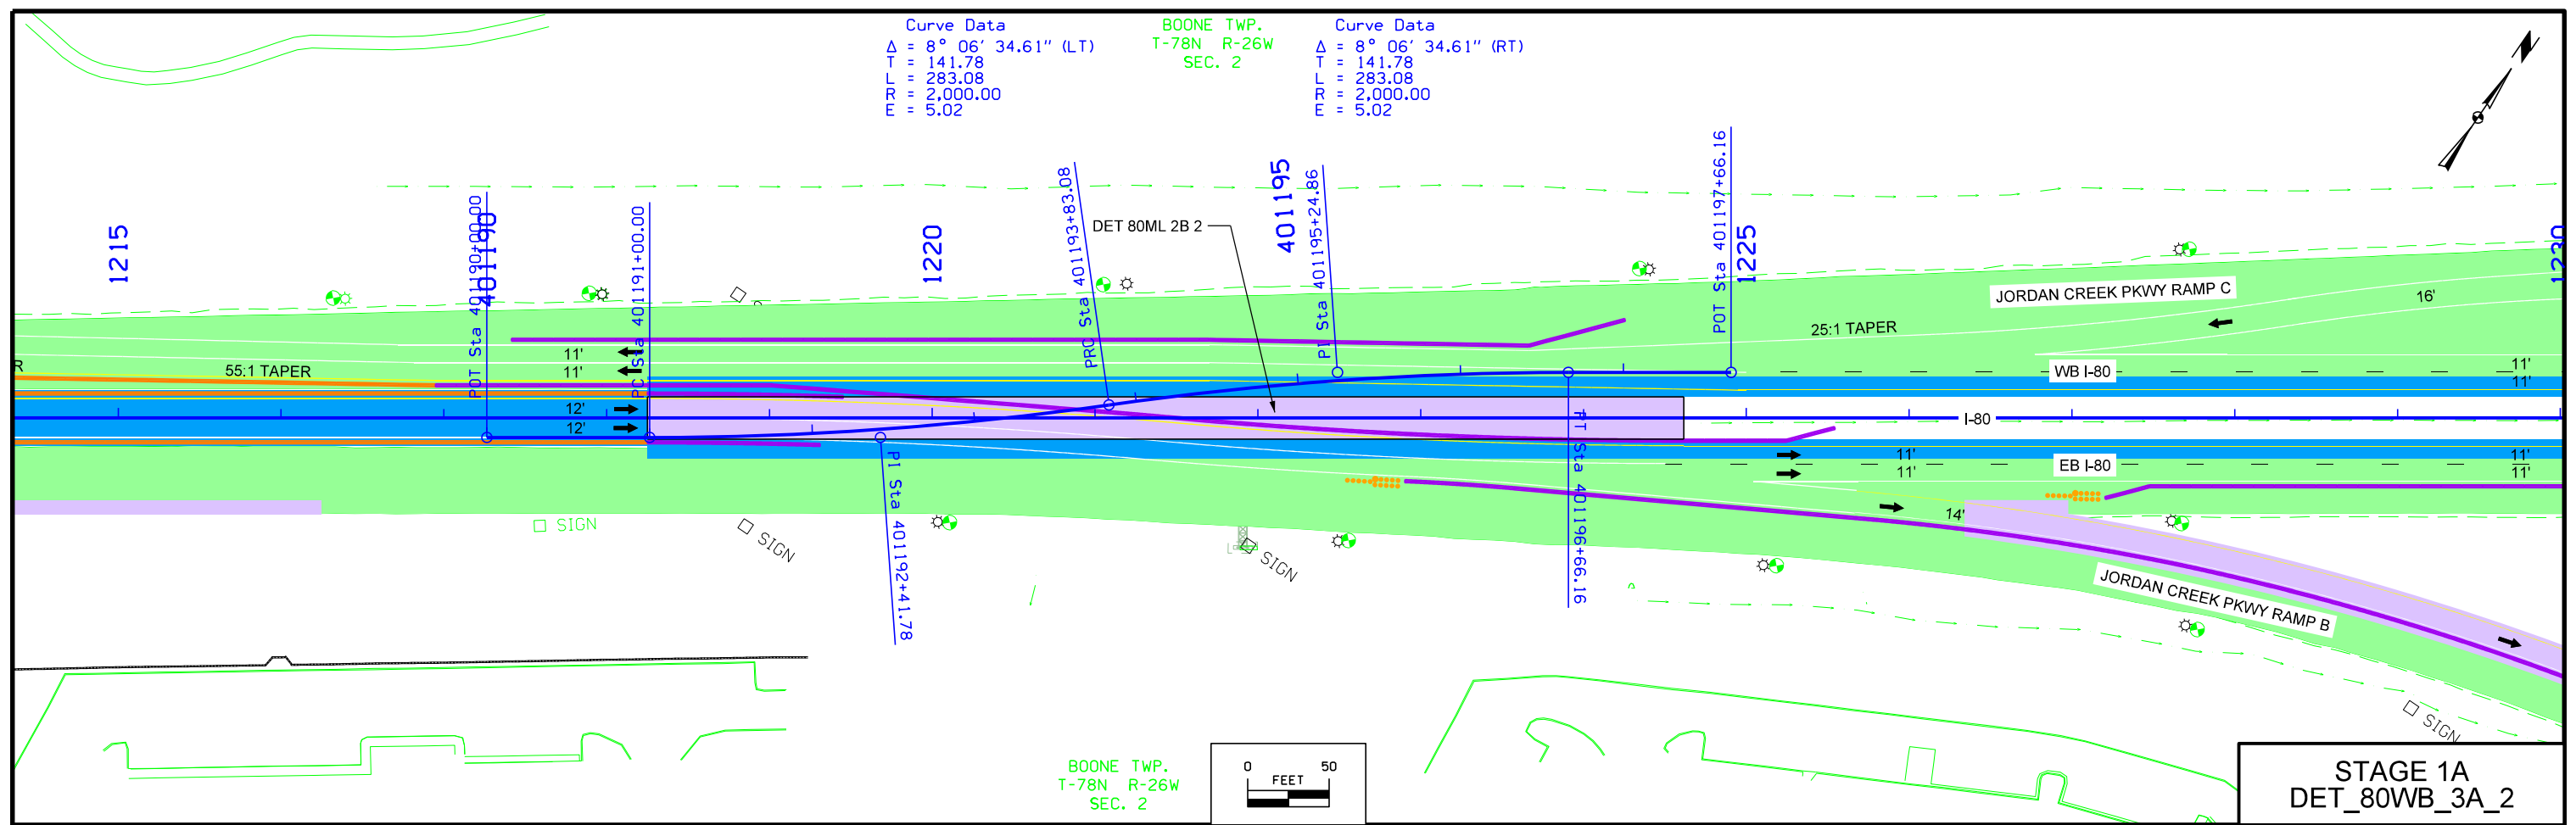 Curve Data
Δ = 8° 06' 34.61" (LT)
T = 141.78
L = 283.08
R = 2,000.00
E = 5.02
BOONE TWP.
T-78N R-26W
SEC. 2
Curve Data
Δ = 8° 06' 34.61" (RT)
T = 141.78
L = 283.08
R = 2,000.00
E = 5.02
1215
POT Sta 401190+00.00
401190
PC Sta 401191+00.00
1220
PRC Sta 401193+83.08
DET 80ML 2B 2
401195
PI Sta 401195+24.86
POT Sta 401197+66.16
1225
1230
JORDAN CREEK PKWY RAMP C
16'
25:1 TAPER
R
55:1 TAPER
11'
11'
WB I-80
11'
11'
12'
12'
I-80
11'
11'
EB I-80
11'
11'
PI Sta 401192+41.78
PT Sta 401196+66.16
14'
SIGN
SIGN
SIGN
JORDAN CREEK PKWY RAMP B
SIGN
BOONE TWP.
T-78N R-26W
SEC. 2
0 50
FEET
STAGE 1A
DET_80WB_3A_2